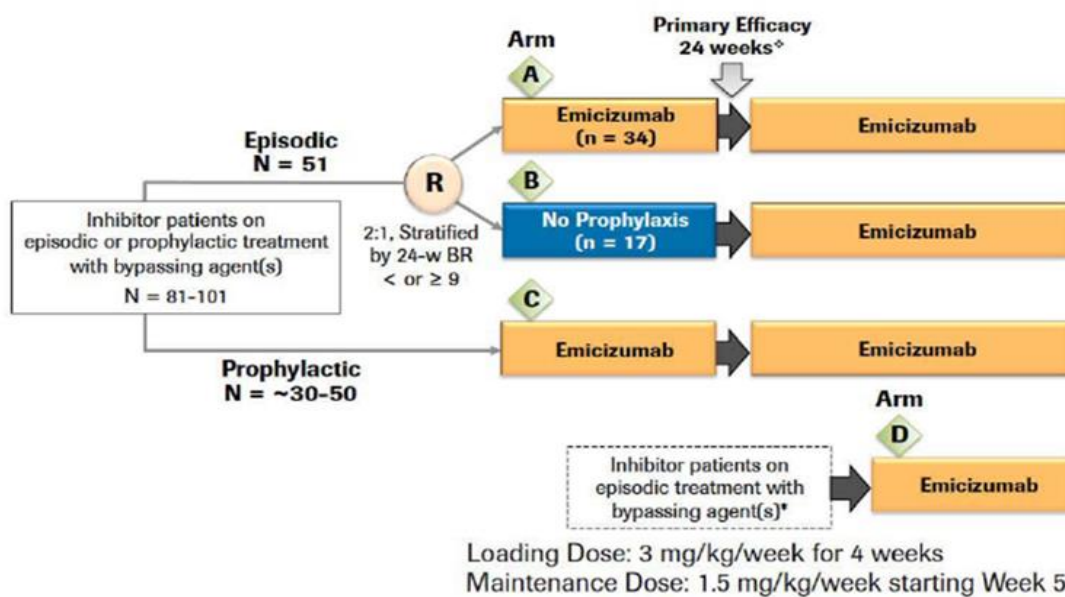 Primary Efficacy
24 weeks⁘
Arm
A
Emicizumab
(n = 34)
Emicizumab
Episodic
N = 51
R
B
No Prophylaxis
(n = 17)
Emicizumab
Inhibitor patients on
episodic or prophylactic treatment
with bypassing agent(s)
N = 81-101
2:1, Stratified
by 24-w BR
< or ≥ 9
C
Emicizumab
Emicizumab
Prophylactic
N = ~30-50
Arm
D
Inhibitor patients on
episodic treatment with
bypassing agent(s)*
Emicizumab
Loading Dose: 3 mg/kg/week for 4 weeks
Maintenance Dose: 1.5 mg/kg/week starting Week 5